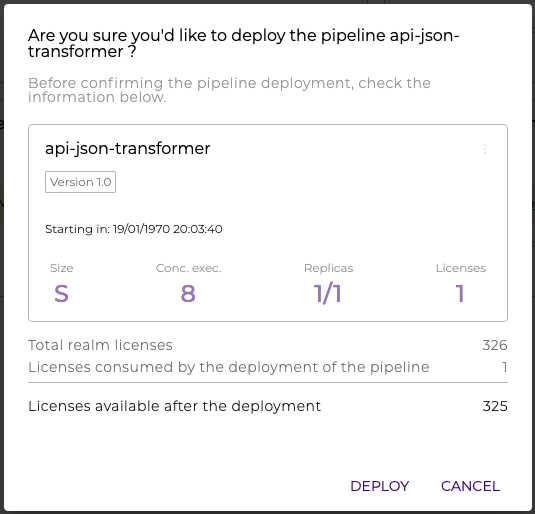 Are you sure you'd like to deploy the pipeline api-json-
transformer ?
Before confirming the pipeline deployment, check the
information below.
api-json-transformer
Version 1.0
Starting in: 19/01/1970 20:03:40
Size Conc. exec. Replicas Licenses
S 8 1/1 1
Total realm licenses 326
Licenses consumed by the deployment of the pipeline 1
Licenses available after the deployment 325
DEPLOY CANCEL